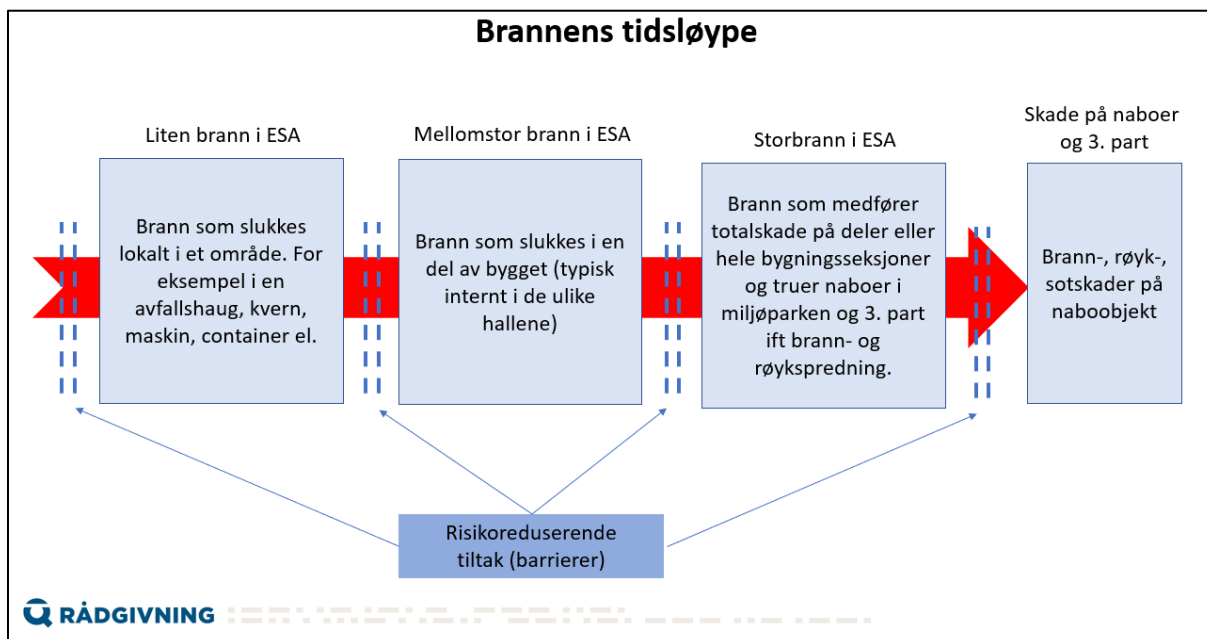 Brannens tidsløype
Liten brann i ESA
Brann som slukkes
lokalt i et område. For
eksempel i en
avfallshaug, kvern,
maskin, container el.
Mellomstor brann i ESA
Brann som slukkes i en
del av bygget (typisk
internt i de ulike
hallene)
Storbrann i ESA
Brann som medfører
totalskade på deler eller
hele bygningsseksjoner
og truer naboer i
miljøparken og 3. part
ift brann- og
røykspredning.
Skade på naboer
og 3. part
Brann-, røyk-,
sotskader på
naboobjekt
Risikoreduserende
tiltak (barrierer)
RÅDGIVNING